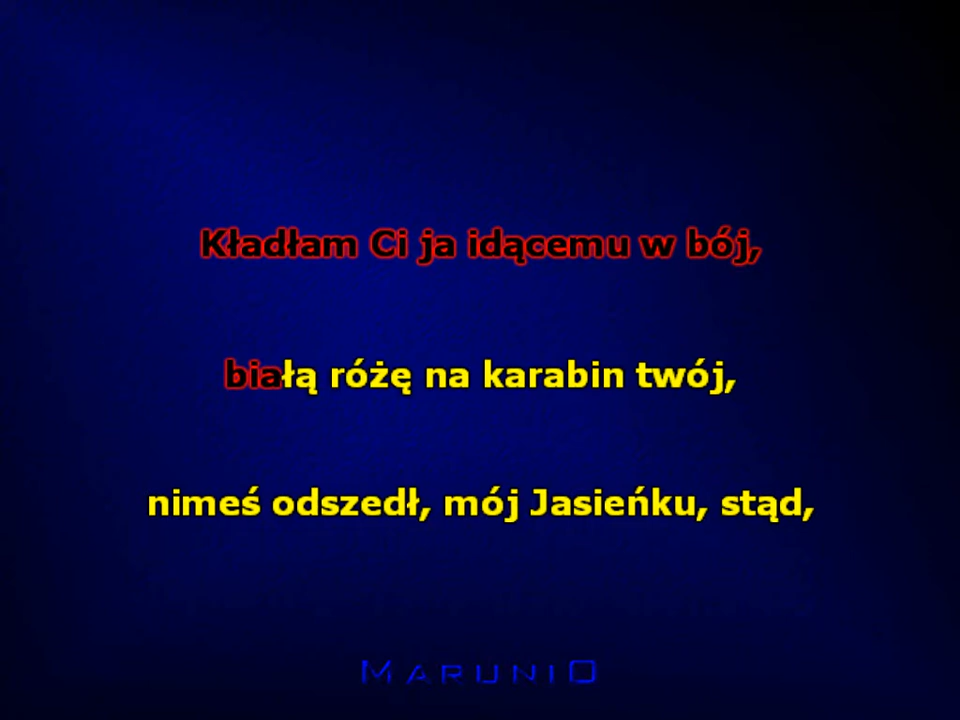 Kładłam Ci ja idącemu w bój,
białą różę na karabin twój,
nimeś odszedł, mój Jasieńku, stąd,
MARUNIO